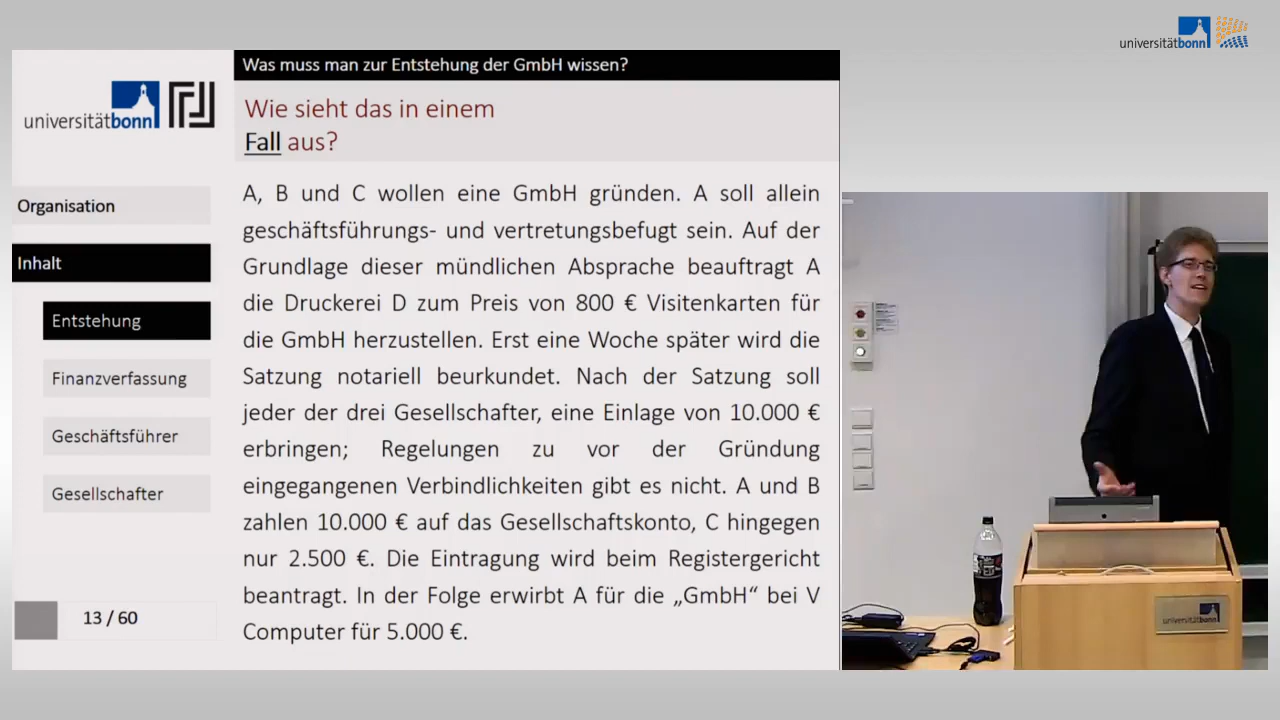 universitätbonn
Was muss man zur Entstehung der GmbH wissen?
universitätbonn
Wie sieht das in einem
Fall aus?
Organisation
Inhalt
Entstehung
Finanzverfassung
Geschäftsführer
Gesellschafter
13 / 60
A, B und C wollen eine GmbH gründen. A soll allein
geschäftsführungs- und vertretungsbefugt sein. Auf der
Grundlage dieser mündlichen Absprache beauftragt A
die Druckerei D zum Preis von 800 € Visitenkarten für
die GmbH herzustellen. Erst eine Woche später wird die
Satzung notariell beurkundet. Nach der Satzung soll
jeder der drei Gesellschafter, eine Einlage von 10.000 €
erbringen; Regelungen zu vor der Gründung
eingegangenen Verbindlichkeiten gibt es nicht. A und B
zahlen 10.000 € auf das Gesellschaftskonto, C hingegen
nur 2.500 €. Die Eintragung wird beim Registergericht
beantragt. In der Folge erwirbt A für die „GmbH“ bei V
Computer für 5.000 €.
universitätbonn